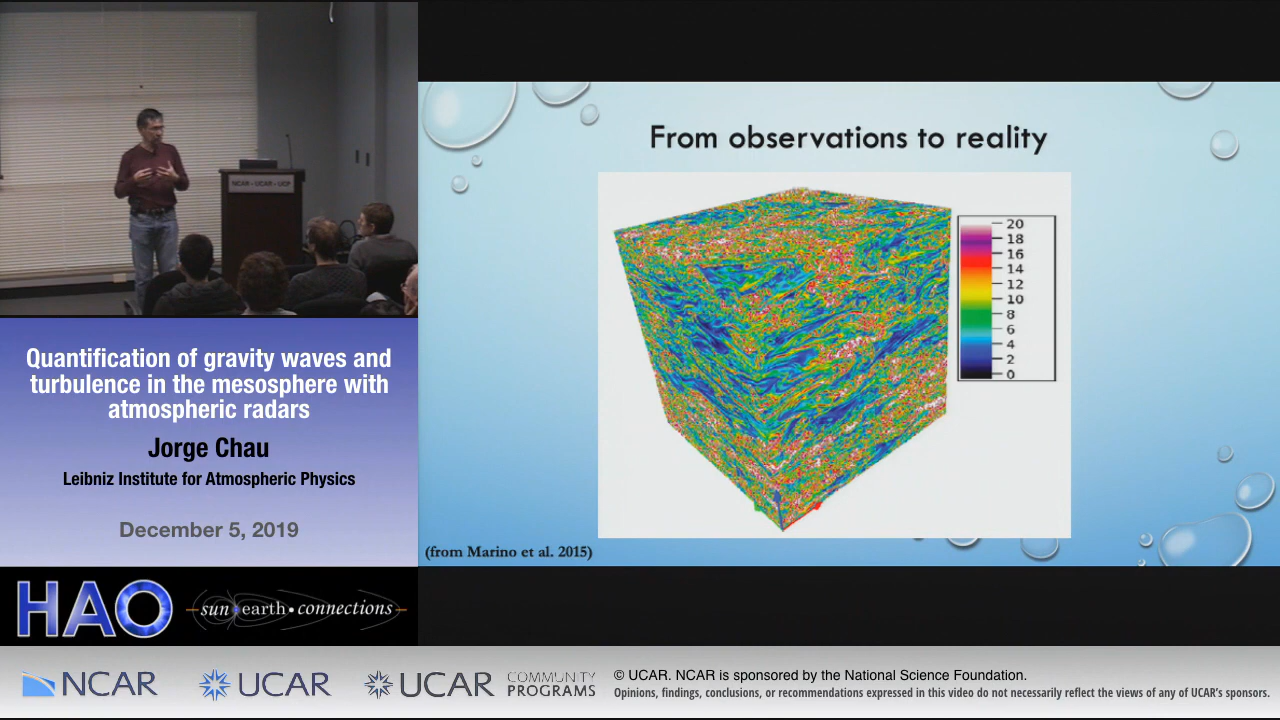 NCAR • UCAR • UCP
Quantification of gravity waves and
turbulence in the mesosphere with
atmospheric radars
Jorge Chau
Leibniz Institute for Atmospheric Physics
December 5, 2019
HAO
sun•earth•connections
From observations to reality
20
18
16
14
12
10
8
6
4
2
0
(from Marino et al. 2015)
NCAR
UCAR
UCAR
COMMUNITY
PROGRAMS
© UCAR. NCAR is sponsored by the National Science Foundation.
Opinions, findings, conclusions, or recommendations expressed in this video do not necessarily reflect the views of any of UCAR's sponsors.